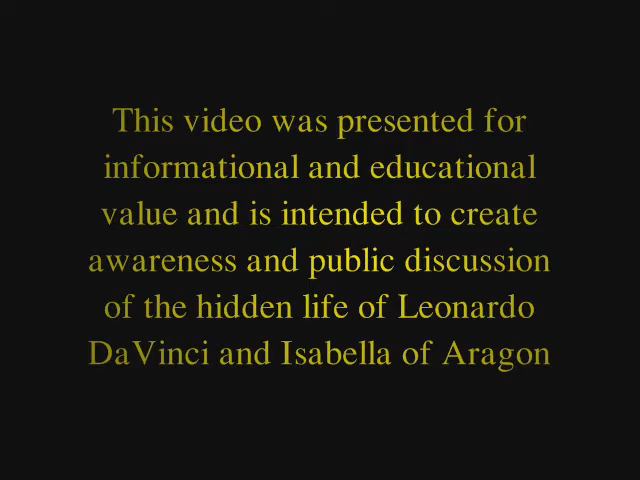 This video was presented for
informational and educational
value and is intended to create
awareness and public discussion
of the hidden life of Leonardo
DaVinci and Isabella of Aragon